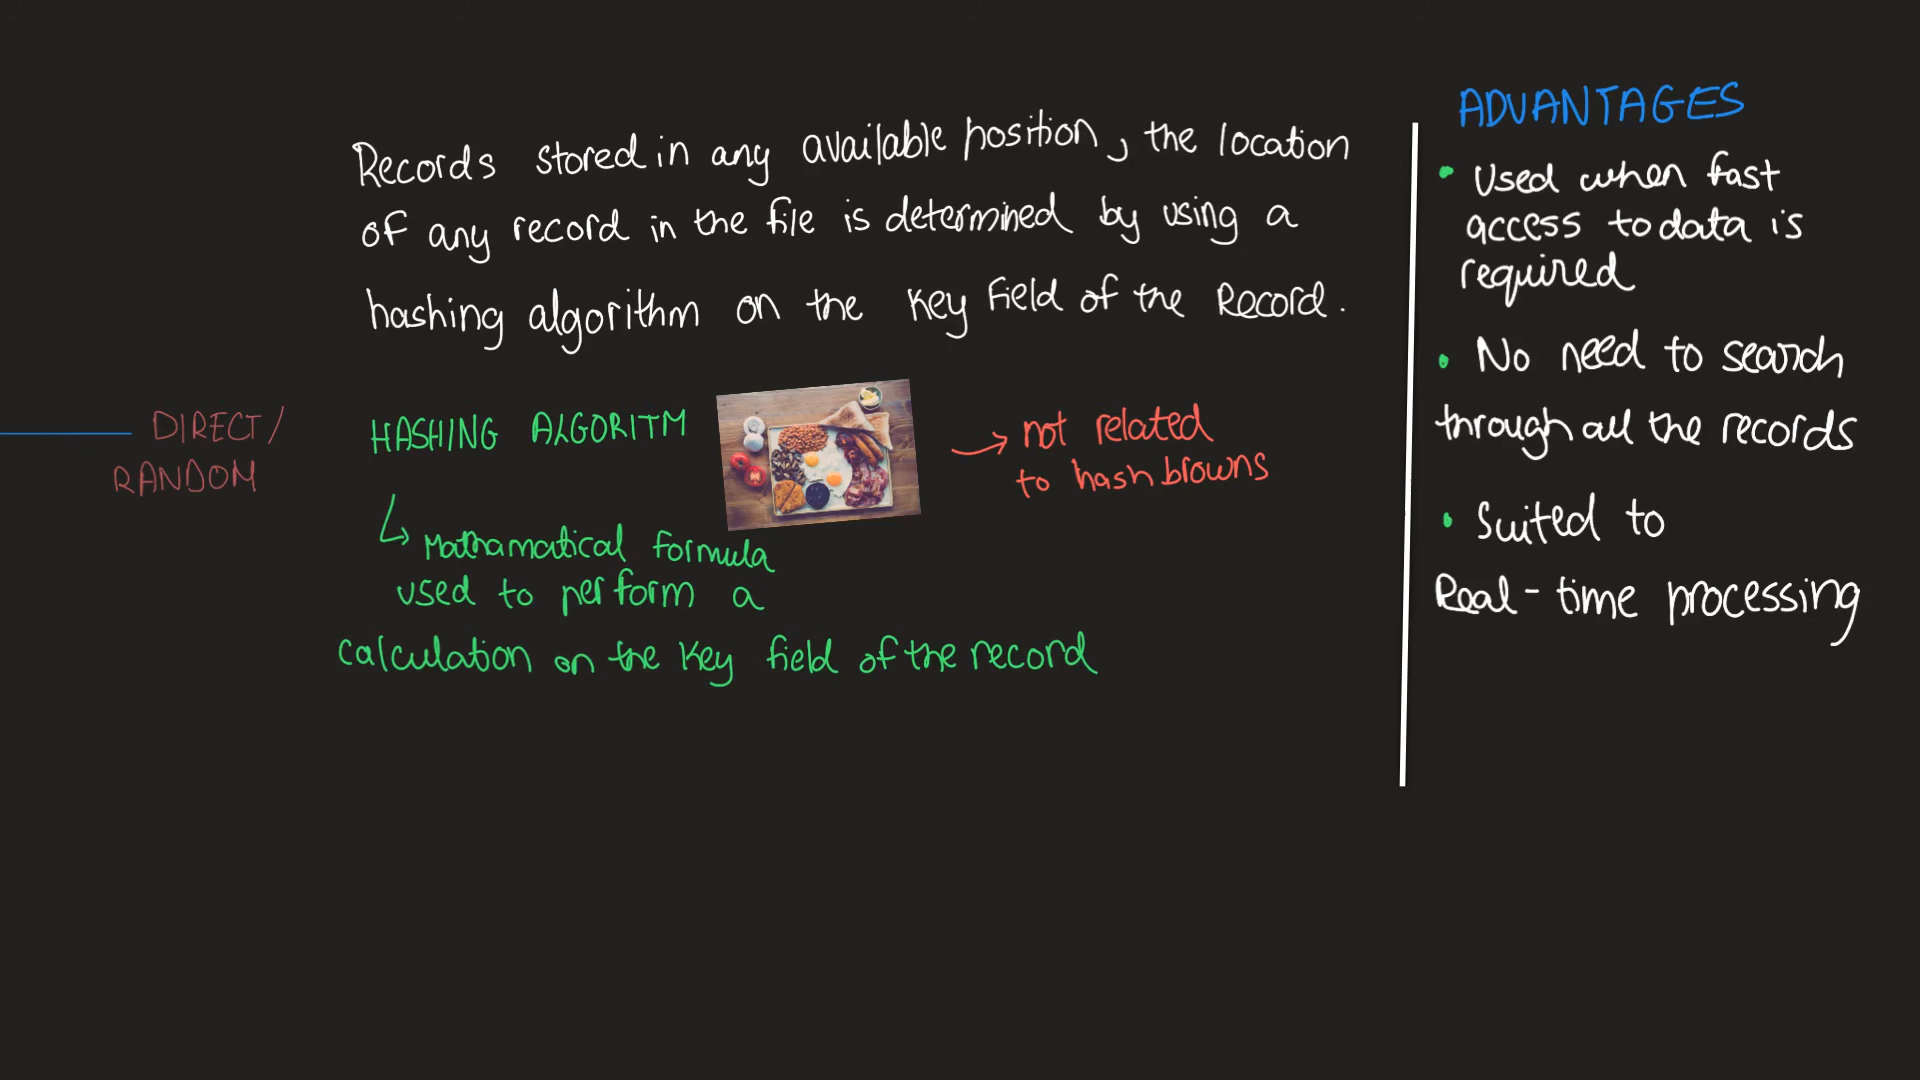 DIRECT/
RANDOM
Records stored in any available position, the location
of any record in the file is determined by using a
hashing algorithm on the key field of the Record.
HASHING ALGORITM
→ not related
to hash browns
↳ Mathamatical formula
used to perform a
calculation on the key field of the record
ADVANTAGES
• Used when fast
access to data is
required
• No need to search
through all the records
• Suited to
Real-time processing